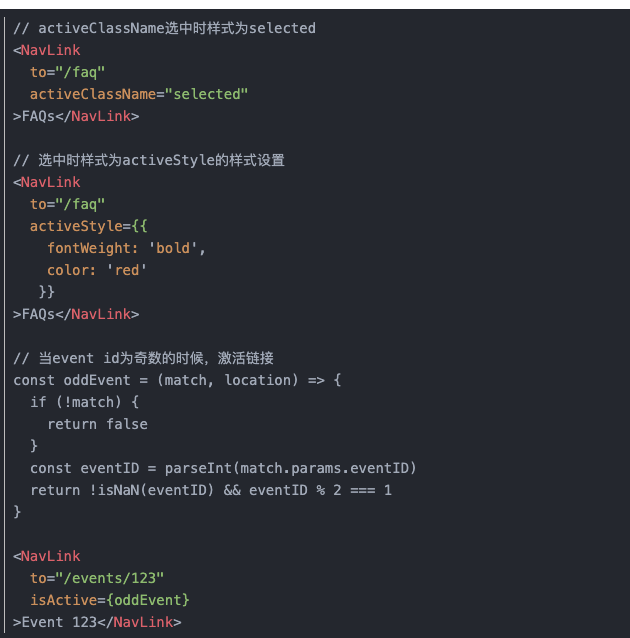 // activeClassName选中时样式为selected
<NavLink
  to="/faq"
  activeClassName="selected"
>FAQs</NavLink>

// 选中时样式为activeStyle的样式设置
<NavLink
  to="/faq"
  activeStyle={{
    fontWeight: 'bold',
    color: 'red'
   }}
>FAQs</NavLink>

// 当event id为奇数的时候，激活链接
const oddEvent = (match, location) => {
  if (!match) {
    return false
  }
  const eventID = parseInt(match.params.eventID)
  return !isNaN(eventID) && eventID % 2 === 1
}

<NavLink
  to="/events/123"
  isActive={oddEvent}
>Event 123</NavLink>